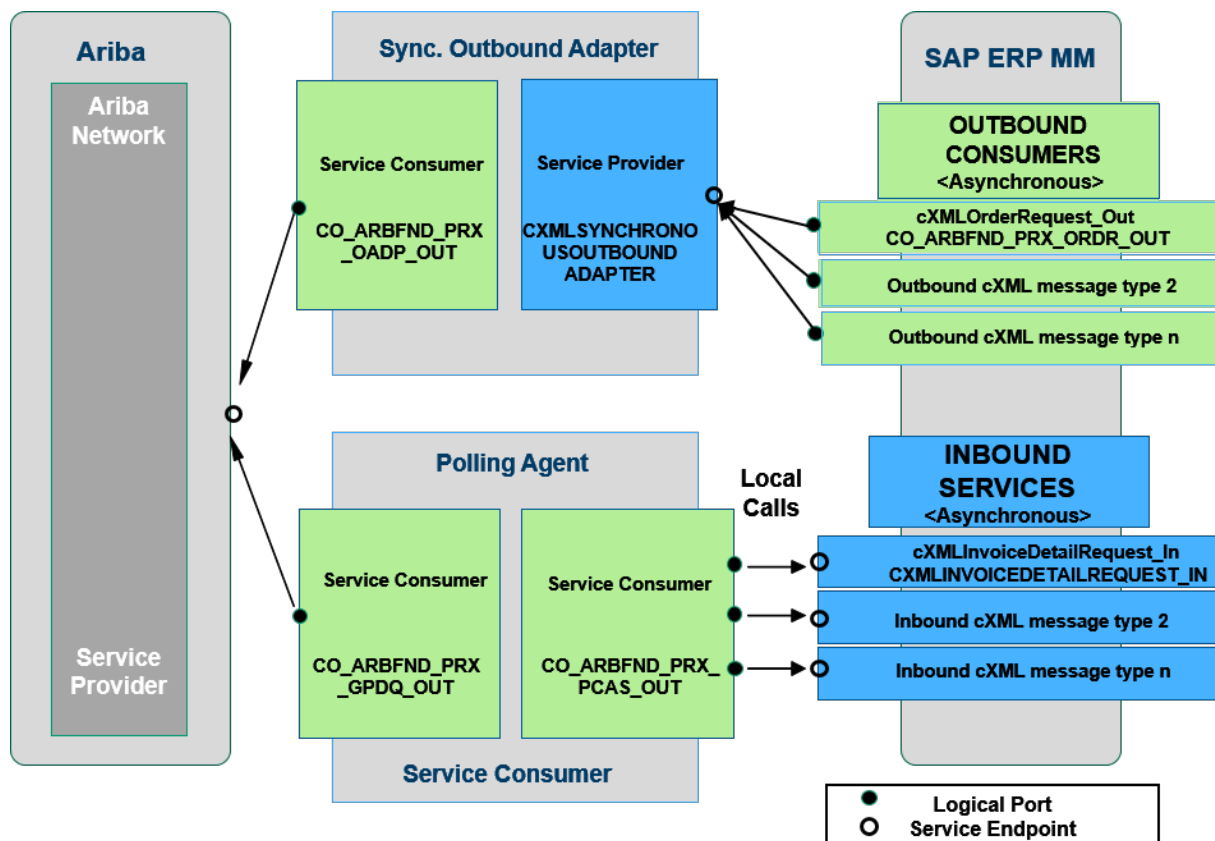 Ariba
Ariba
Network
Service
Provider
Sync. Outbound Adapter
Service Consumer
CO_ARBFND_PRX
_OADP_OUT
Service Provider
CXMLSYNCHRONO
USOUTBOUND
ADAPTER
SAP ERP MM
OUTBOUND
CONSUMERS
<Asynchronous>
cXMLOrderRequest_Out
CO_ARBFND_PRX_ORDR_OUT
Outbound cXML message type 2
Outbound cXML message type n
Polling Agent
Service Consumer
CO_ARBFND_PRX
_GPDQ_OUT
Service Consumer
CO_ARBFND_PRX_
PCAS_OUT
Service Consumer
Local
Calls
INBOUND
SERVICES
<Asynchronous>
cXMLInvoiceDetailRequest_In
CXMLINVOICEDETAILREQUEST_IN
Inbound cXML message type 2
Inbound cXML message type n
Logical Port
Service Endpoint